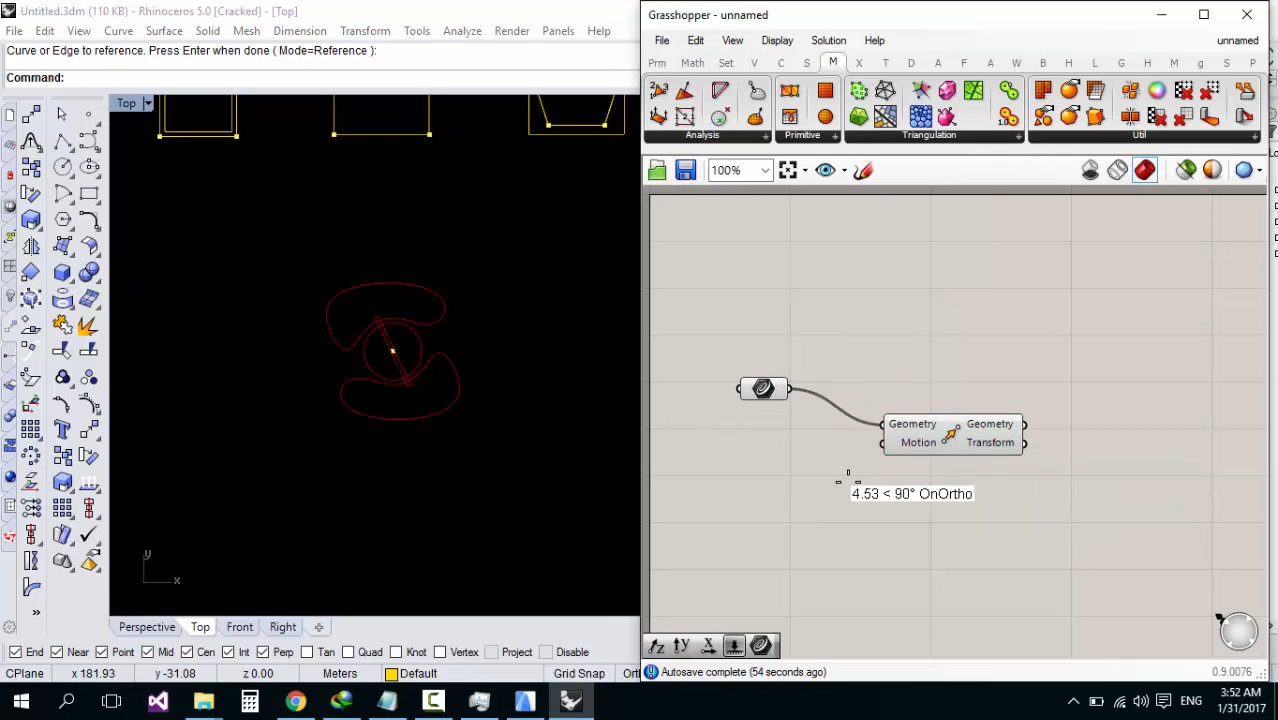 Untitled.3dm (110 KB) - Rhinoceros 5.0 [Cracked] - [Top]
File Edit View Curve Surface Solid Mesh Dimension Transform Tools Analyze Render Panels Help
Curve or Edge to reference. Press Enter when done ( Mode=Reference ):
Command:
Top
y
x
Perspective Top Front Right
End Near Point Mid Cen Int Perp Tan Quad Knot Vertex Project Disable
CPlane x 181.93 y -31.08 z 0.00 Meters Default Grid Snap
Grasshopper - unnamed
File Edit View Display Solution Help unnamed
Prm Math Set V C S M X T D A F A W B H L H M g S P
Analysis Primitive Triangulation Util
100%
Geometry Geometry
Motion Transform
4.53 < 90° OnOrtho
Autosave complete (54 seconds ago) 0.9.0076
ENG
3:52 AM
1/31/2017